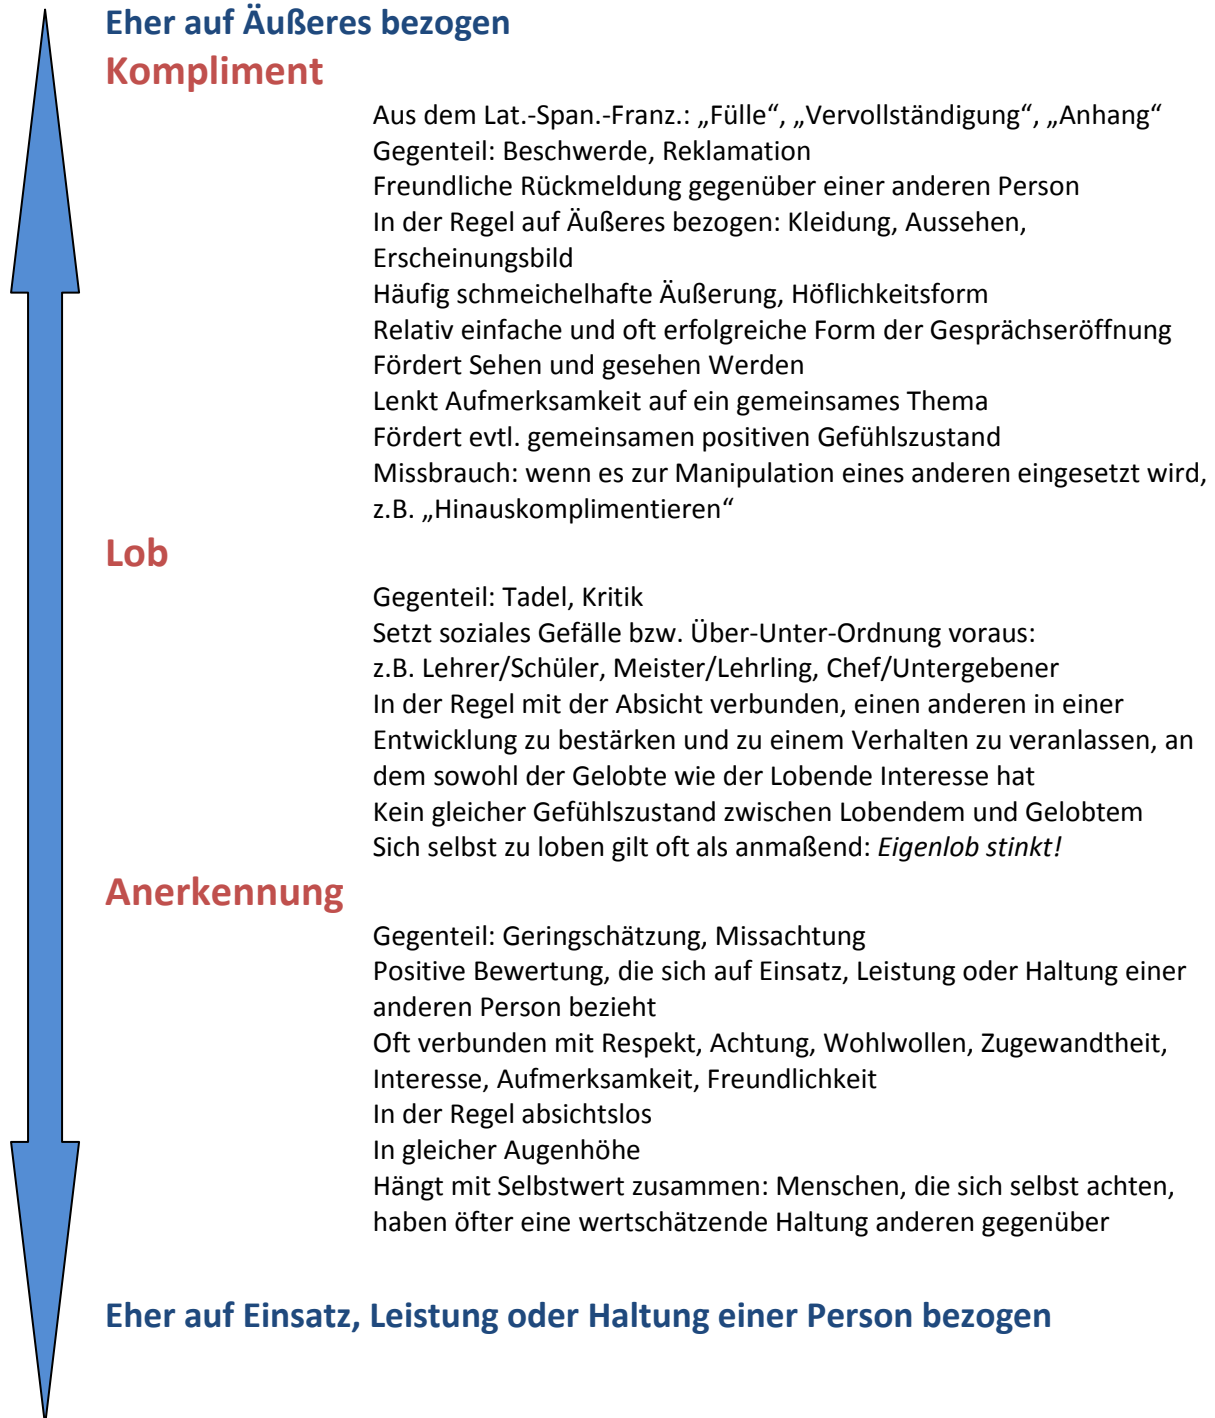 Eher auf Äußeres bezogen
Kompliment
Aus dem Lat.-Span.-Franz.: „Fülle“, „Vervollständigung“, „Anhang“
Gegenteil: Beschwerde, Reklamation
Freundliche Rückmeldung gegenüber einer anderen Person
In der Regel auf Äußeres bezogen: Kleidung, Aussehen,
Erscheinungsbild
Häufig schmeichelhafte Äußerung, Höflichkeitsform
Relativ einfache und oft erfolgreiche Form der Gesprächseröffnung
Fördert Sehen und gesehen Werden
Lenkt Aufmerksamkeit auf ein gemeinsames Thema
Fördert evtl. gemeinsamen positiven Gefühlszustand
Missbrauch: wenn es zur Manipulation eines anderen eingesetzt wird,
z.B. „Hinauskomplimentieren“
Lob
Gegenteil: Tadel, Kritik
Setzt soziales Gefälle bzw. Über-Unter-Ordnung voraus:
z.B. Lehrer/Schüler, Meister/Lehrling, Chef/Untergebener
In der Regel mit der Absicht verbunden, einen anderen in einer
Entwicklung zu bestärken und zu einem Verhalten zu veranlassen, an
dem sowohl der Gelobte wie der Lobende Interesse hat
Kein gleicher Gefühlszustand zwischen Lobendem und Gelobtem
Sich selbst zu loben gilt oft als anmaßend: Eigenlob stinkt!
Anerkennung
Gegenteil: Geringschätzung, Missachtung
Positive Bewertung, die sich auf Einsatz, Leistung oder Haltung einer
anderen Person bezieht
Oft verbunden mit Respekt, Achtung, Wohlwollen, Zugewandtheit,
Interesse, Aufmerksamkeit, Freundlichkeit
In der Regel absichtslos
In gleicher Augenhöhe
Hängt mit Selbstwert zusammen: Menschen, die sich selbst achten,
haben öfter eine wertschätzende Haltung anderen gegenüber
Eher auf Einsatz, Leistung oder Haltung einer Person bezogen